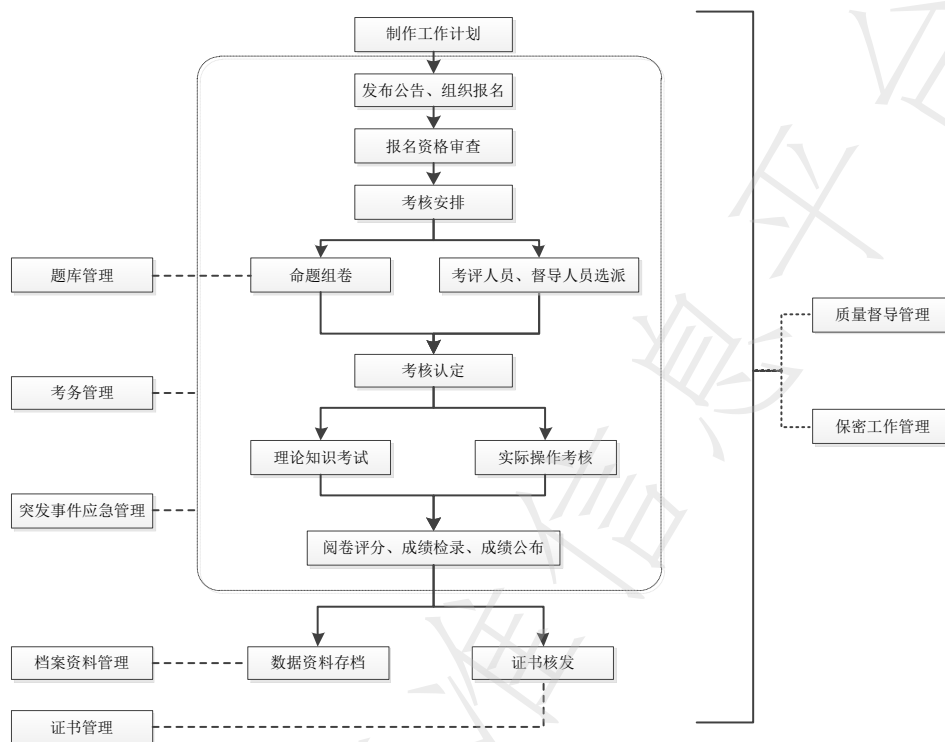 制作工作计划
发布公告、组织报名
报名资格审查
考核安排
题库管理
命题组卷
考评人员、督导人员选派
质量督导管理
考核认定
考务管理
保密工作管理
理论知识考试
实际操作考核
突发事件应急管理
阅卷评分、成绩检录、成绩公布
档案资料管理
数据资料存档
证书核发
证书管理
准信息平台